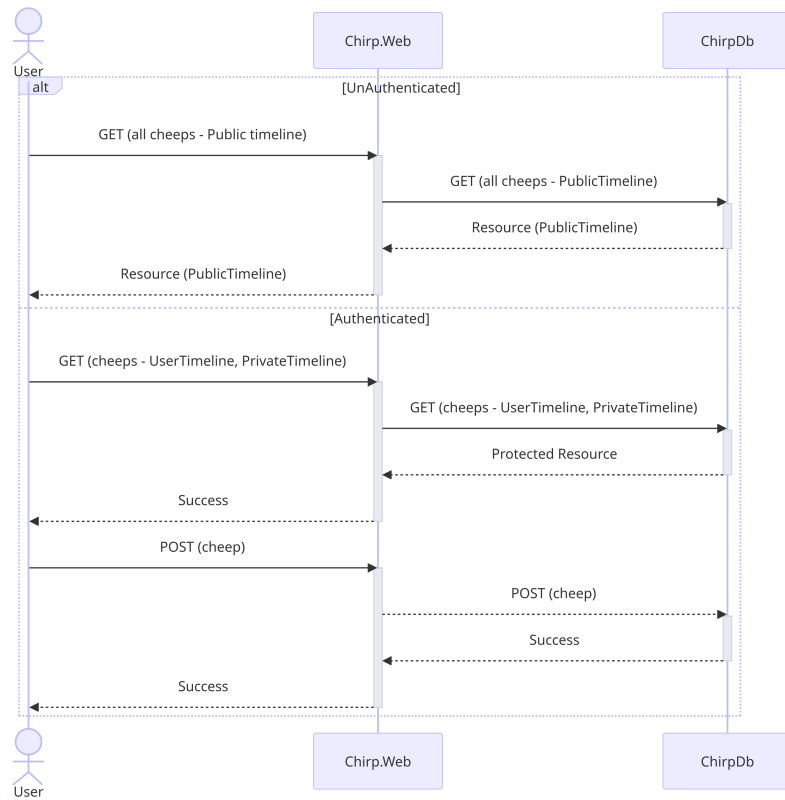 User
Chirp.Web
ChirpDb
alt
[UnAuthenticated]
GET (all cheeps - Public timeline)
GET (all cheeps - PublicTimeline)
Resource (PublicTimeline)
Resource (PublicTimeline)
[Authenticated]
GET (cheeps - UserTimeline, PrivateTimeline)
GET (cheeps - UserTimeline, PrivateTimeline)
Protected Resource
Success
POST (cheep)
POST (cheep)
Success
Success
User
Chirp.Web
ChirpDb